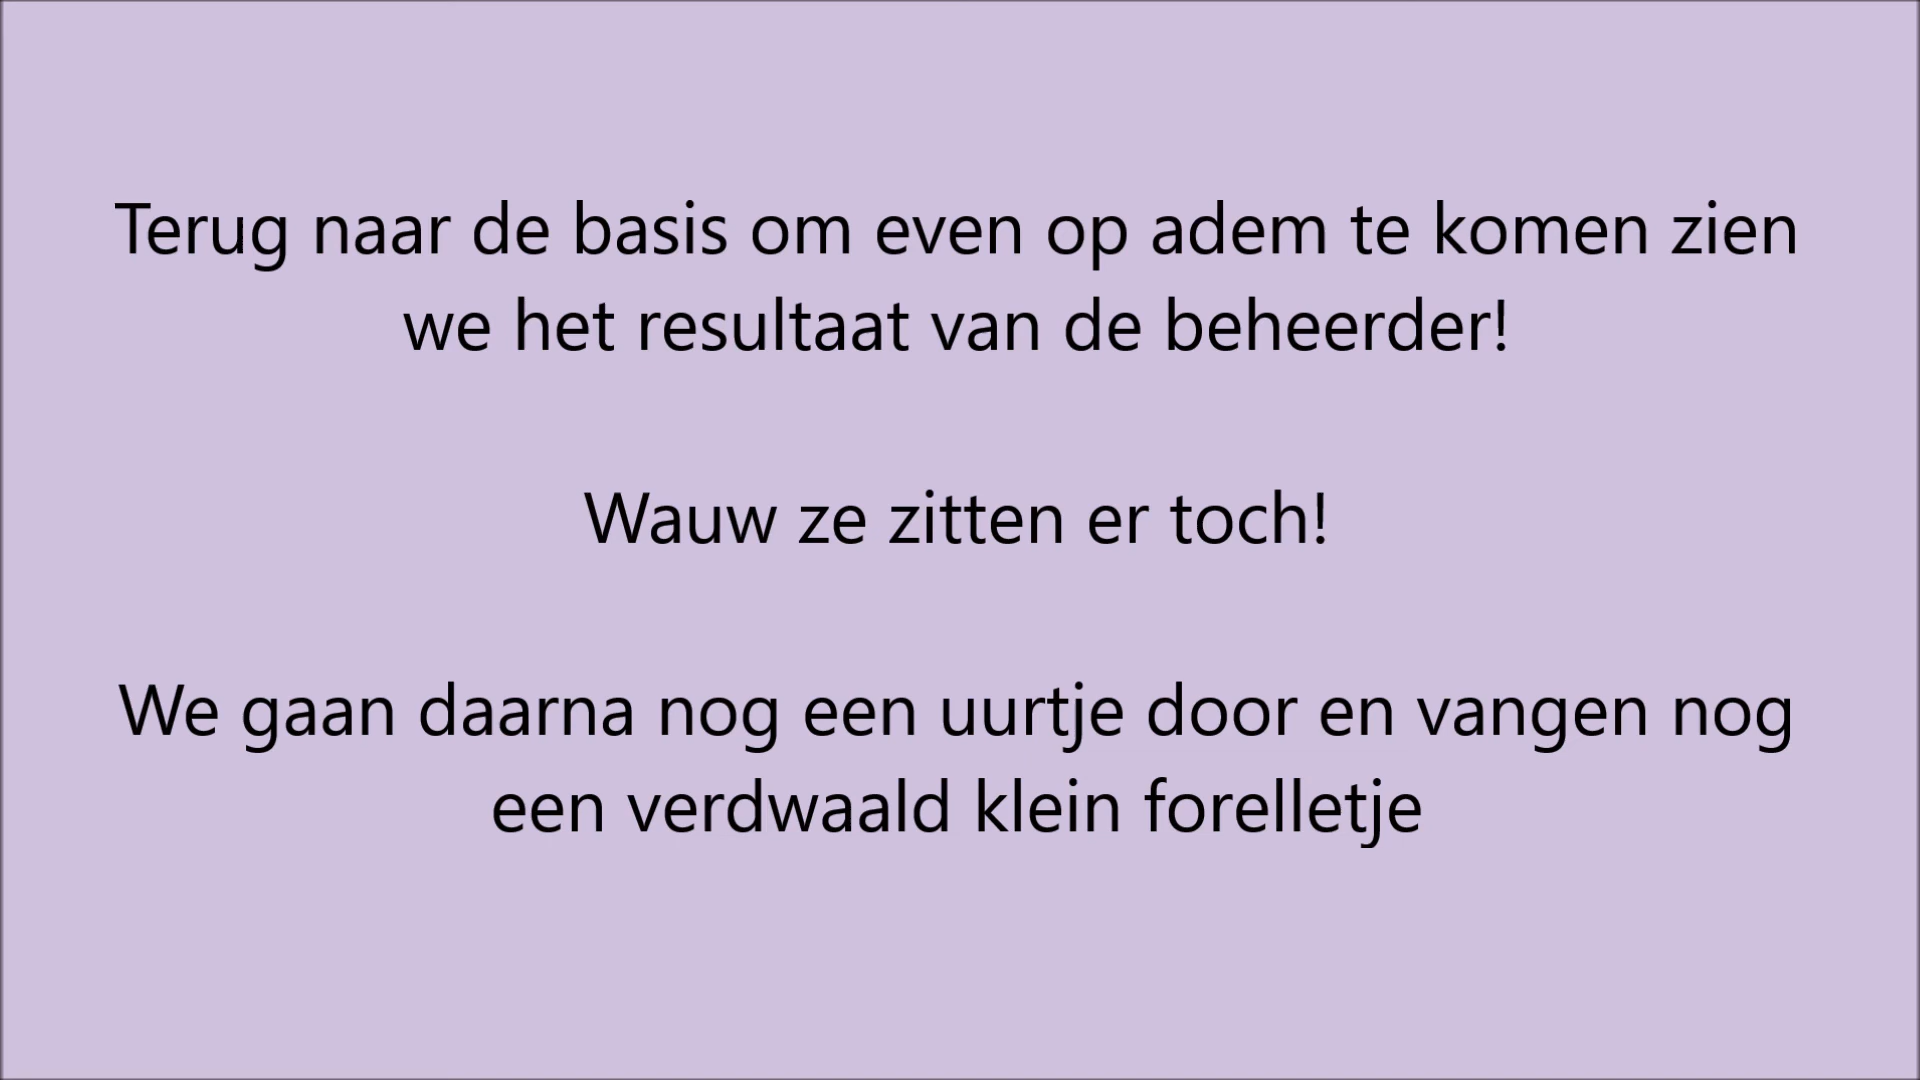 Terug naar de basis om even op adem te komen zien
we het resultaat van de beheerder!
Wauw ze zitten er toch!
We gaan daarna nog een uurtje door en vangen nog
een verdwaald klein forelletje